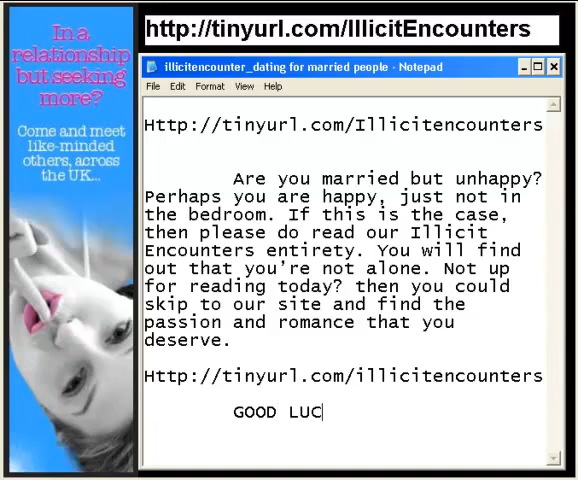 http://tinyurl.com/IllicitEncounters
In a
relationship
but seeking
more?
Come and meet
like-minded
others, across
the UK...
illicitencounter_dating for married people - Notepad
File Edit Format View Help
Http://tinyurl.com/Illicitencounters
Are you married but unhappy?
Perhaps you are happy, just not in
the bedroom. If this is the case,
then please do read our Illicit
Encounters entirety. You will find
out that you're not alone. Not up
for reading today? then you could
skip to our site and find the
passion and romance that you
deserve.
Http://tinyurl.com/illicitencounters
GOOD LUC